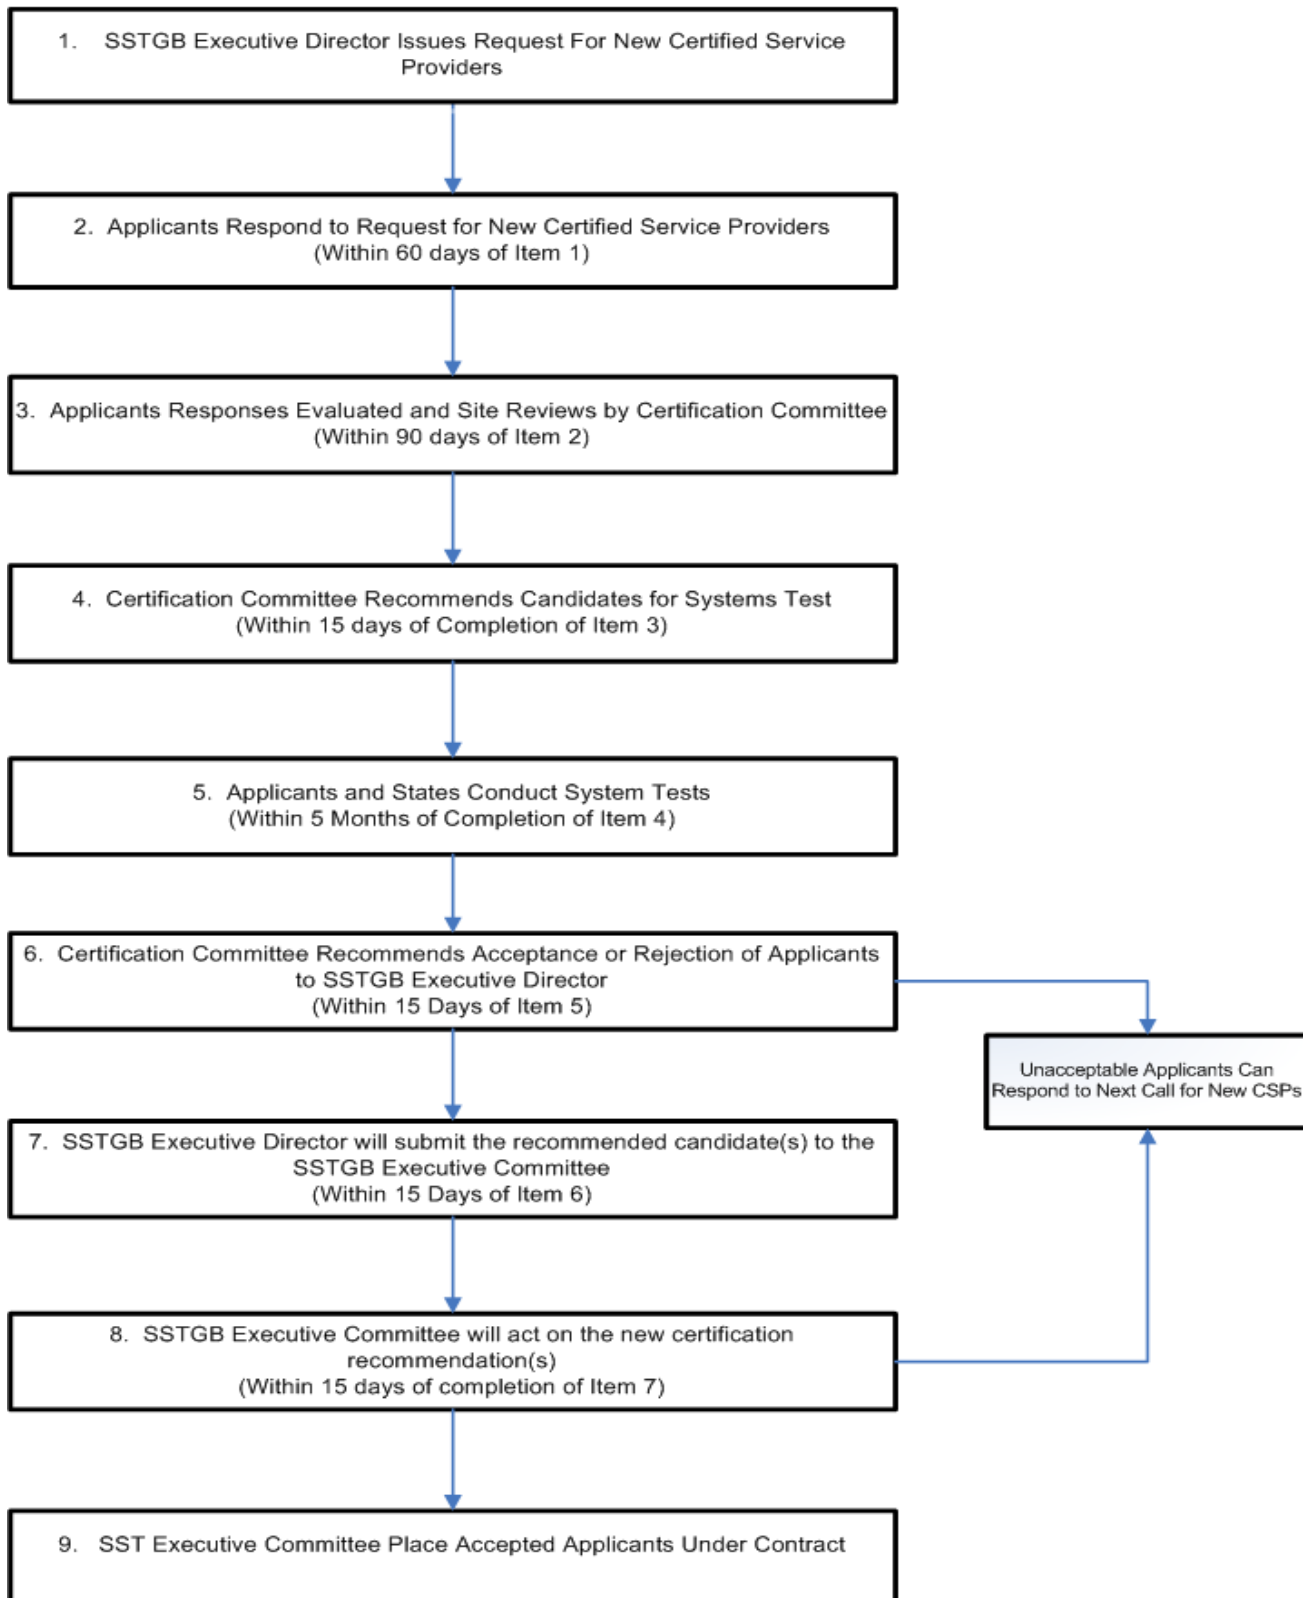 1. SSTGB Executive Director Issues Request For New Certified Service
Providers
2. Applicants Respond to Request for New Certified Service Providers
(Within 60 days of Item 1)
3. Applicants Responses Evaluated and Site Reviews by Certification Committee
(Within 90 days of Item 2)
4. Certification Committee Recommends Candidates for Systems Test
(Within 15 days of Completion of Item 3)
5. Applicants and States Conduct System Tests
(Within 5 Months of Completion of Item 4)
6. Certification Committee Recommends Acceptance or Rejection of Applicants
to SSTGB Executive Director
(Within 15 Days of Item 5)
Unacceptable Applicants Can
Respond to Next Call for New CSPs
7. SSTGB Executive Director will submit the recommended candidate(s) to the
SSTGB Executive Committee
(Within 15 Days of Item 6)
8. SSTGB Executive Committee will act on the new certification
recommendation(s)
(Within 15 days of completion of Item 7)
9. SST Executive Committee Place Accepted Applicants Under Contract